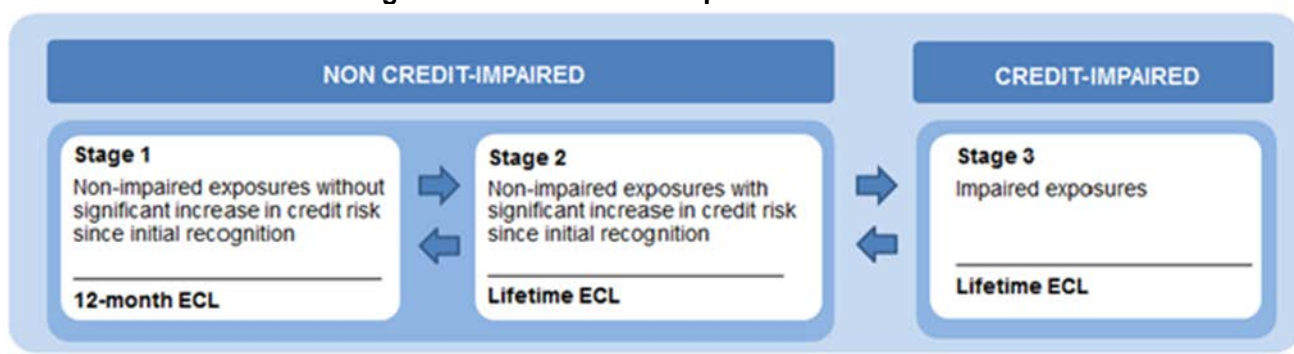 NON CREDIT-IMPAIRED
CREDIT-IMPAIRED
Stage 1
Non-impaired exposures without
significant increase in credit risk
since initial recognition
12-month ECL
Stage 2
Non-impaired exposures with
significant increase in credit risk
since initial recognition
Lifetime ECL
Stage 3
Impaired exposures
Lifetime ECL